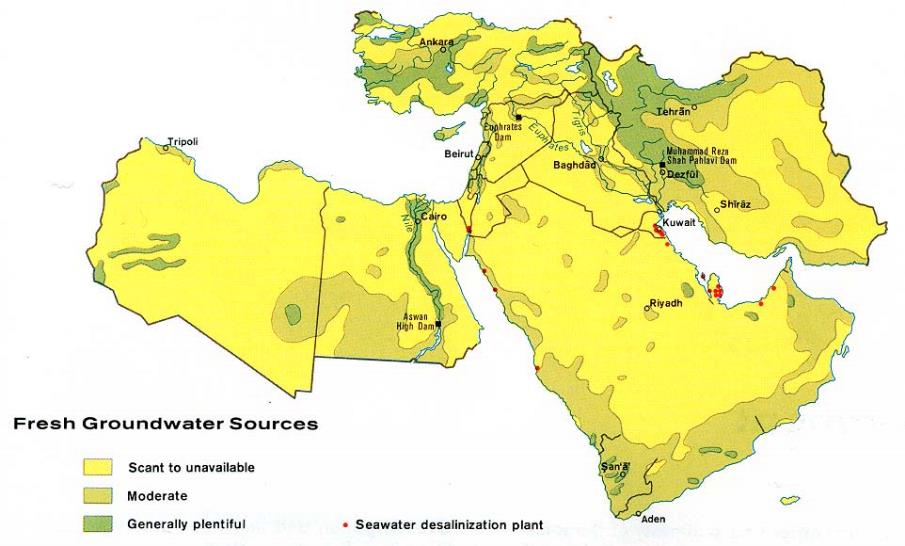 Ankara
Tehrān
Euphrates
Dam
Euphrates
Tigris
Tripoli
Beirut
Baghdād
Muhammad Reza
Shah Pahlavi Dam
Dezfūl
Shīrāz
Cairo
Nile
Kuwait
Riyadh
Aswan
High Dam
Fresh Groundwater Sources
Scant to unavailable
Moderate
Generally plentiful
Seawater desalinization plant
Ṣan'ā'
Aden